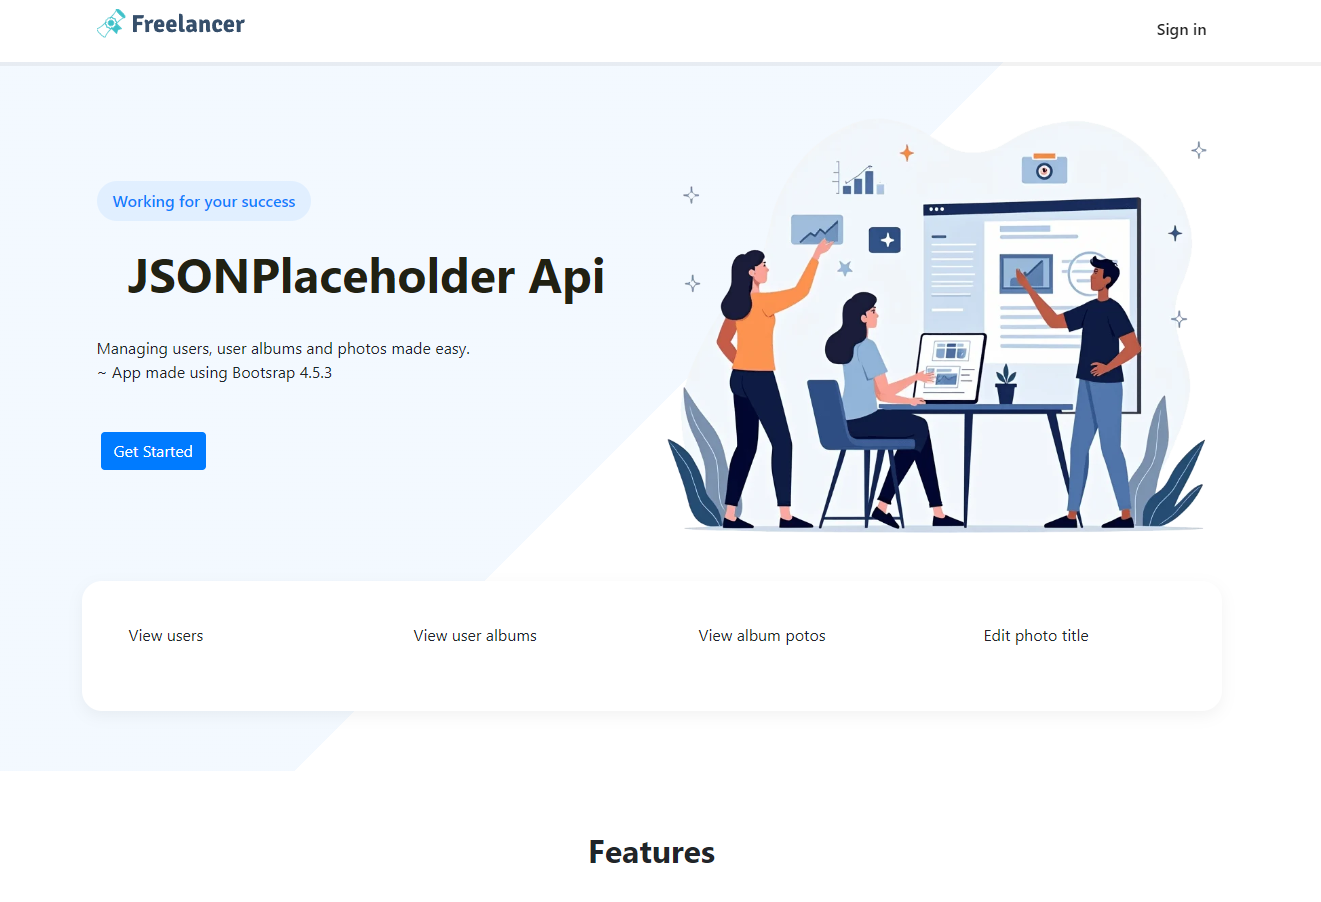 Freelancer
Sign in
Working for your success
JSONPlaceholder Api
Managing users, user albums and photos made easy.
~ App made using Bootsrap 4.5.3
Get Started
View users
View user albums
View album potos
Edit photo title
Features